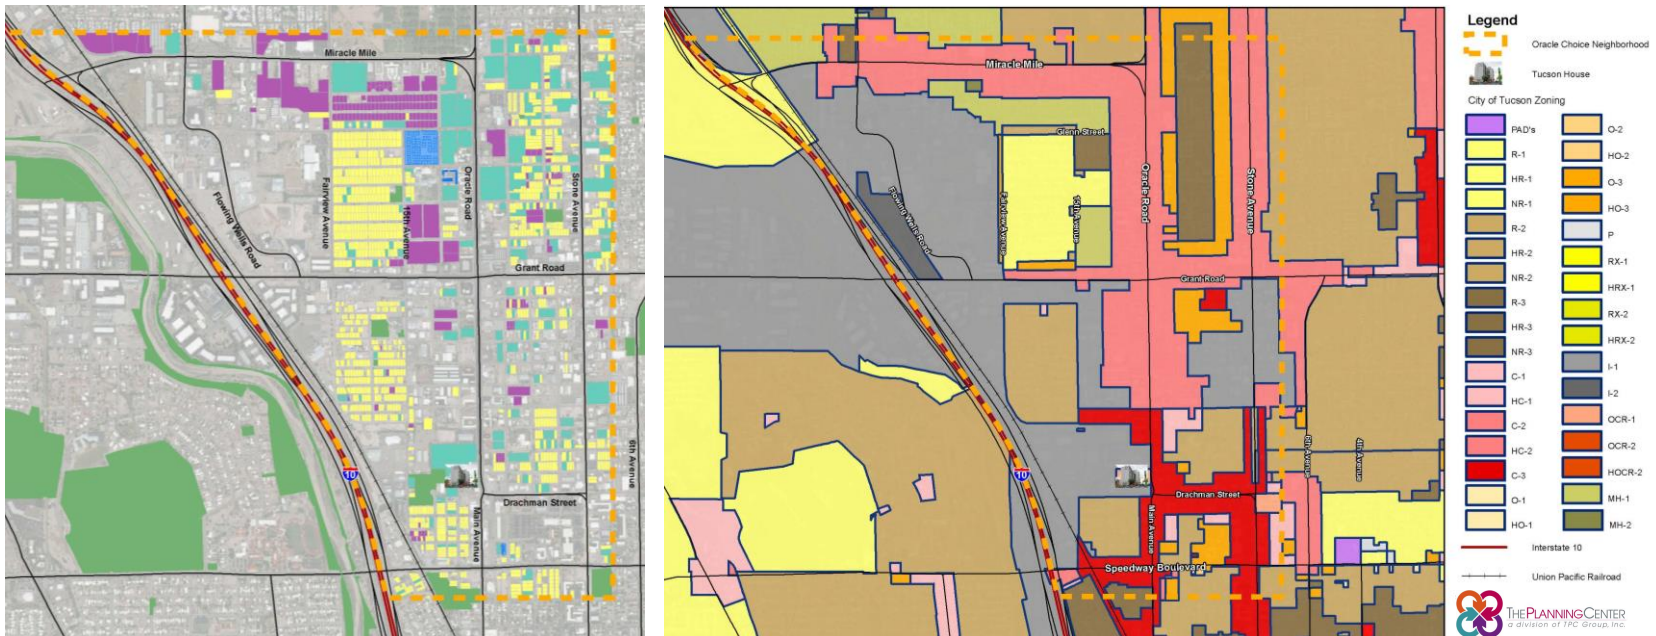 Miracle Mile
Fairview Avenue
Flowing Wells Road
15th Avenue
Oracle Road
Stone Avenue
Grant Road
6th Avenue
10
Drachman Street
Main Avenue
Miracle Mile
Glenn Street
Oracle Road
Stone Avenue
Fairview Avenue
15th Avenue
Flowing Wells Road
Grant Road
6th Avenue
4th Avenue
10
Drachman Street
Main Avenue
Speedway Boulevard
Legend
Oracle Choice Neighborhood
Tucson House
City of Tucson Zoning
PAD's
R-1
HR-1
NR-1
R-2
HR-2
NR-2
R-3
HR-3
NR-3
C-1
HC-1
C-2
HC-2
C-3
O-1
HO-1
O-2
HO-2
O-3
HO-3
P
RX-1
HRX-1
RX-2
HRX-2
I-1
I-2
OCR-1
OCR-2
HOCR-2
MH-1
MH-2
Interstate 10
Union Pacific Railroad
THE PLANNING CENTER
a division of TPC Group, Inc.